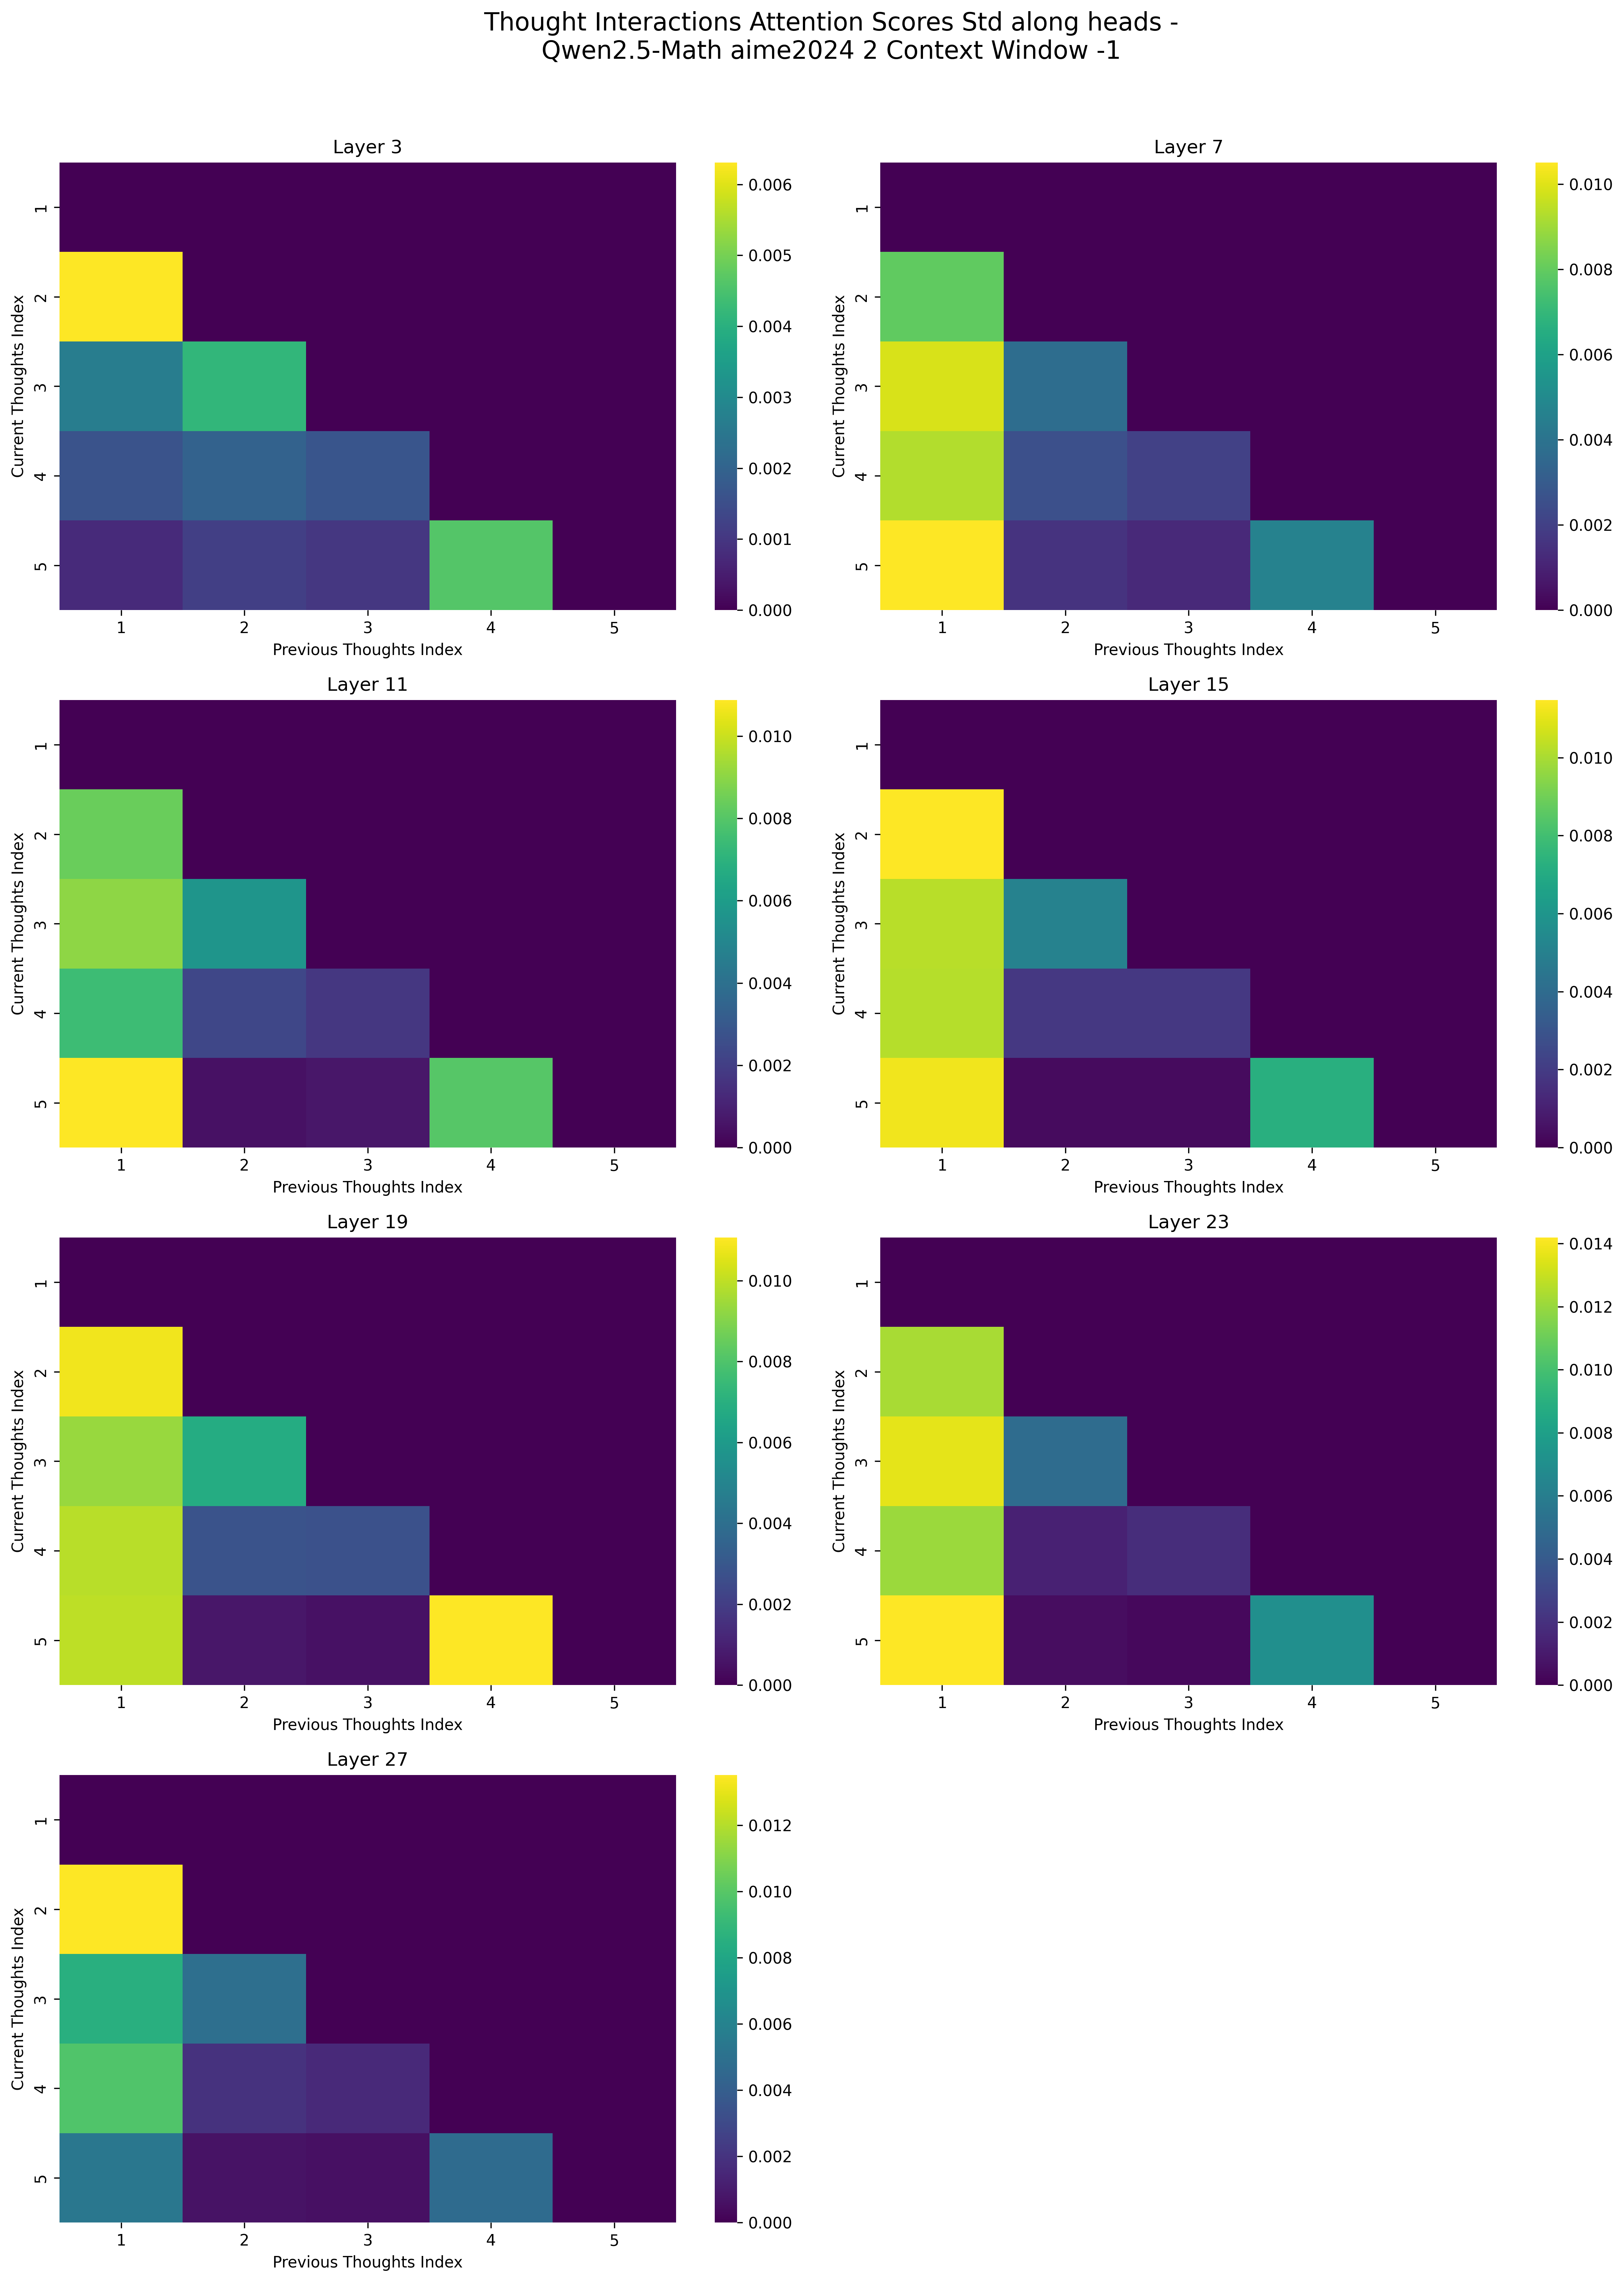 Thought Interactions Attention Scores Std along heads -
Qwen2.5-Math aime2024 2 Context Window -1
Layer 3
Current Thoughts Index
1
2
3
4
5
1 2 3 4 5
Previous Thoughts Index
0.006
0.005
0.004
0.003
0.002
0.001
0.000
Layer 7
Current Thoughts Index
1
2
3
4
5
1 2 3 4 5
Previous Thoughts Index
0.010
0.008
0.006
0.004
0.002
0.000
Layer 11
Current Thoughts Index
1
2
3
4
5
1 2 3 4 5
Previous Thoughts Index
0.010
0.008
0.006
0.004
0.002
0.000
Layer 15
Current Thoughts Index
1
2
3
4
5
1 2 3 4 5
Previous Thoughts Index
0.010
0.008
0.006
0.004
0.002
0.000
Layer 19
Current Thoughts Index
1
2
3
4
5
1 2 3 4 5
Previous Thoughts Index
0.010
0.008
0.006
0.004
0.002
0.000
Layer 23
Current Thoughts Index
1
2
3
4
5
1 2 3 4 5
Previous Thoughts Index
0.014
0.012
0.010
0.008
0.006
0.004
0.002
0.000
Layer 27
Current Thoughts Index
1
2
3
4
5
1 2 3 4 5
Previous Thoughts Index
0.012
0.010
0.008
0.006
0.004
0.002
0.000